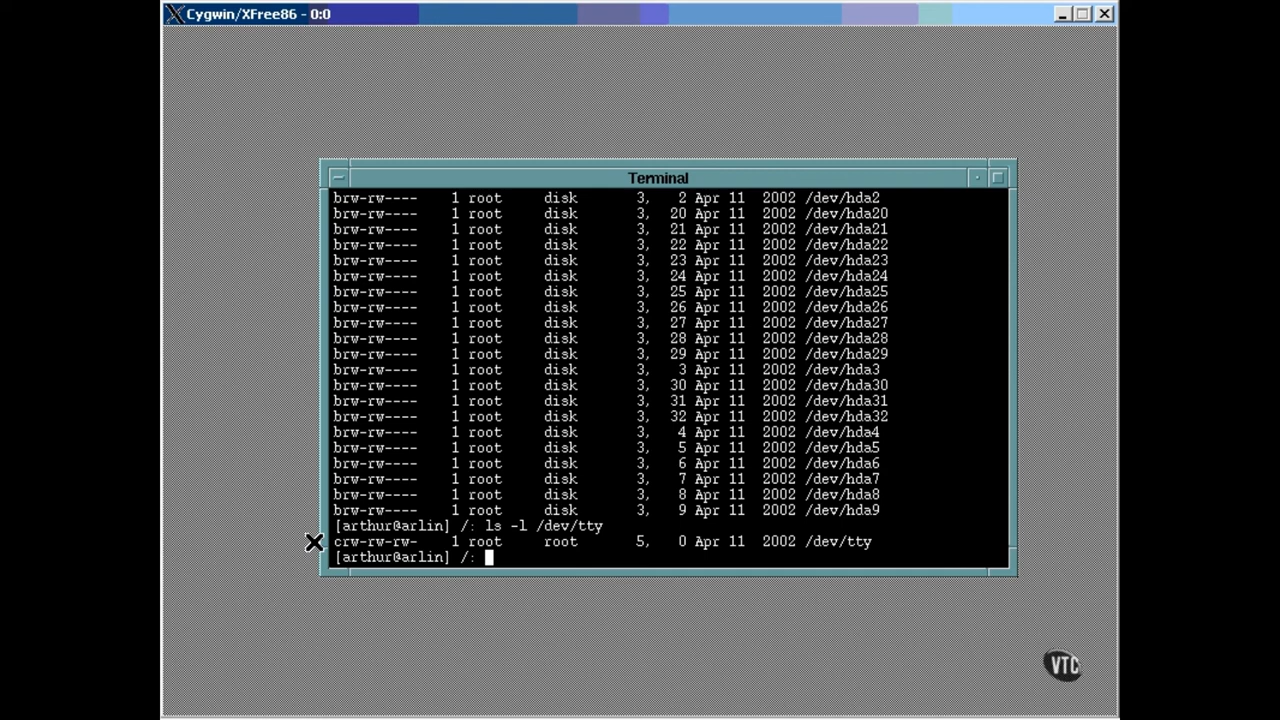 Cygwin/XFree86 - 0:0
Terminal
brw-rw---- 1 root disk 3, 2 Apr 11 2002 /dev/hda2
brw-rw---- 1 root disk 3, 20 Apr 11 2002 /dev/hda20
brw-rw---- 1 root disk 3, 21 Apr 11 2002 /dev/hda21
brw-rw---- 1 root disk 3, 22 Apr 11 2002 /dev/hda22
brw-rw---- 1 root disk 3, 23 Apr 11 2002 /dev/hda23
brw-rw---- 1 root disk 3, 24 Apr 11 2002 /dev/hda24
brw-rw---- 1 root disk 3, 25 Apr 11 2002 /dev/hda25
brw-rw---- 1 root disk 3, 26 Apr 11 2002 /dev/hda26
brw-rw---- 1 root disk 3, 27 Apr 11 2002 /dev/hda27
brw-rw---- 1 root disk 3, 28 Apr 11 2002 /dev/hda28
brw-rw---- 1 root disk 3, 29 Apr 11 2002 /dev/hda29
brw-rw---- 1 root disk 3, 3 Apr 11 2002 /dev/hda3
brw-rw---- 1 root disk 3, 30 Apr 11 2002 /dev/hda30
brw-rw---- 1 root disk 3, 31 Apr 11 2002 /dev/hda31
brw-rw---- 1 root disk 3, 32 Apr 11 2002 /dev/hda32
brw-rw---- 1 root disk 3, 4 Apr 11 2002 /dev/hda4
brw-rw---- 1 root disk 3, 5 Apr 11 2002 /dev/hda5
brw-rw---- 1 root disk 3, 6 Apr 11 2002 /dev/hda6
brw-rw---- 1 root disk 3, 7 Apr 11 2002 /dev/hda7
brw-rw---- 1 root disk 3, 8 Apr 11 2002 /dev/hda8
brw-rw---- 1 root disk 3, 9 Apr 11 2002 /dev/hda9
[arthur@arlin] /: ls -l /dev/tty
crw-rw-rw- 1 root root 5, 0 Apr 11 2002 /dev/tty
[arthur@arlin] /:
VTC